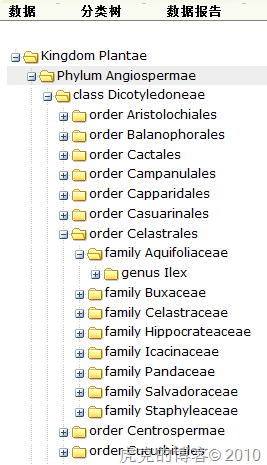 数据 分类树 数据报告
Kingdom Plantae
Phylum Angiospermae
class Dicotyledoneae
order Aristolochiales
order Balanophorales
order Cactales
order Campanulales
order Capparidales
order Casuarinales
order Celastrales
family Aquifoliaceae
genus Ilex
family Buxaceae
family Celastraceae
family Hippocrateaceae
family Icacinaceae
family Pandaceae
family Salvadoraceae
family Staphyleaceae
order Centrospermae
order Cucurbitales
的博客©2010